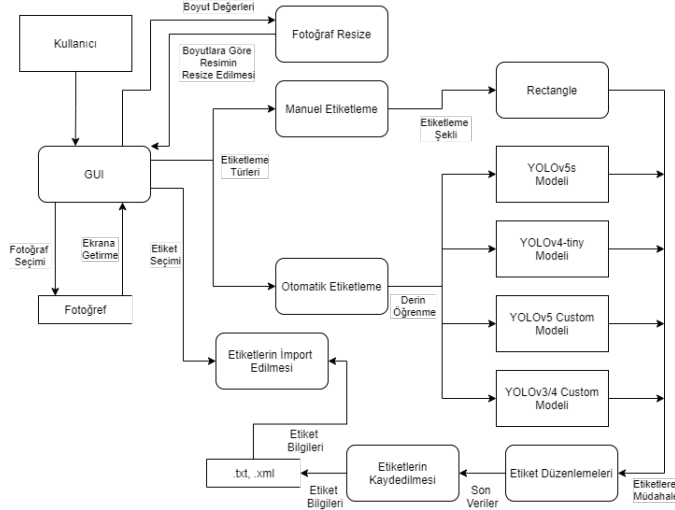 Boyut Değerleri
Kullanıcı
Fotoğraf Resize
Boyutlara Göre
Resimin
Resize Edilmesi
Manuel Etiketleme
Rectangle
Etiketleme
Şekli
Etiketleme
Türleri
GUI
YOLOv5s
Modeli
YOLOv4-tiny
Modeli
Fotoğraf
Seçimi
Ekrana
Getirme
Etiket
Seçimi
Otomatik Etiketleme
Derin
Öğrenme
Fotoğref
YOLOv5 Custom
Modeli
Etiketlerin İmport
Edilmesi
YOLOv3/4 Custom
Modeli
Etiket
Bilgileri
.txt, .xml
Etiket
Bilgileri
Etiketlerin
Kaydedilmesi
Son
Veriler
Etiket Düzenlemeleri
Etiketlere
Müdahale